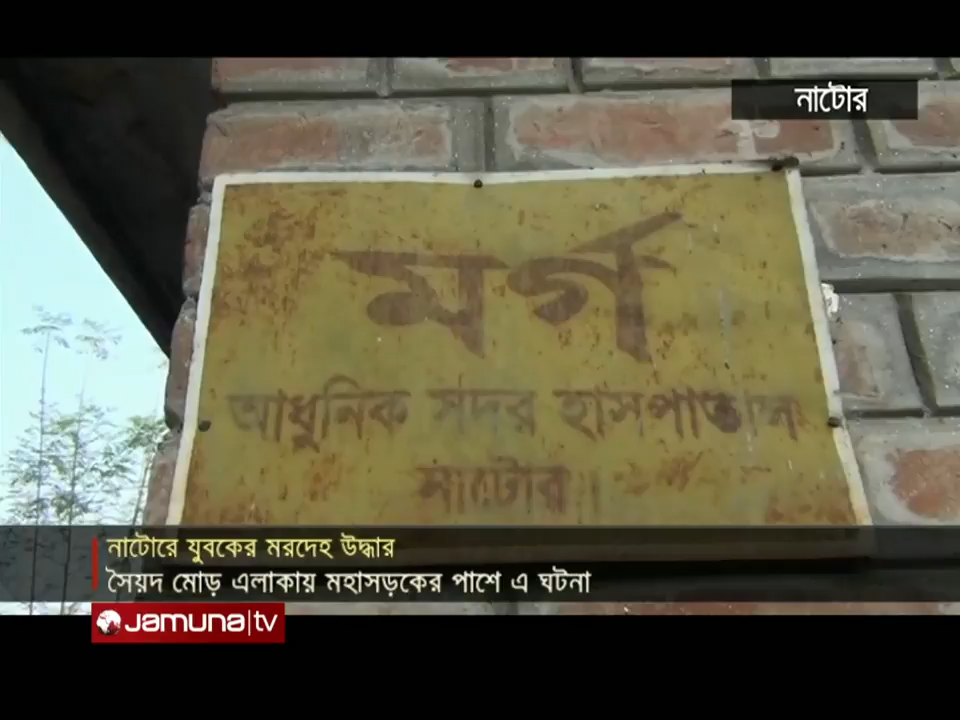 নাটোর
মর্গ
আধুনিক সদর হাসপাতাল
নাটোর।
নাটোরে যুবকের মরদেহ উদ্ধার
সৈয়দ মোড় এলাকায় মহাসড়কের পাশে এ ঘটনা
Jamuna|tv